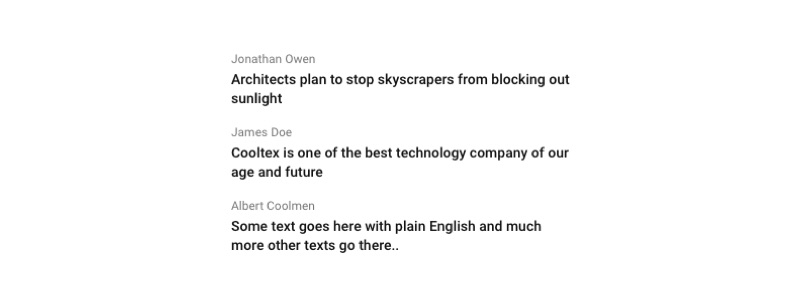 Jonathan Owen
Architects plan to stop skyscrapers from blocking out
sunlight
James Doe
Cooltex is one of the best technology company of our
age and future
Albert Coolmen
Some text goes here with plain English and much
more other texts go there..